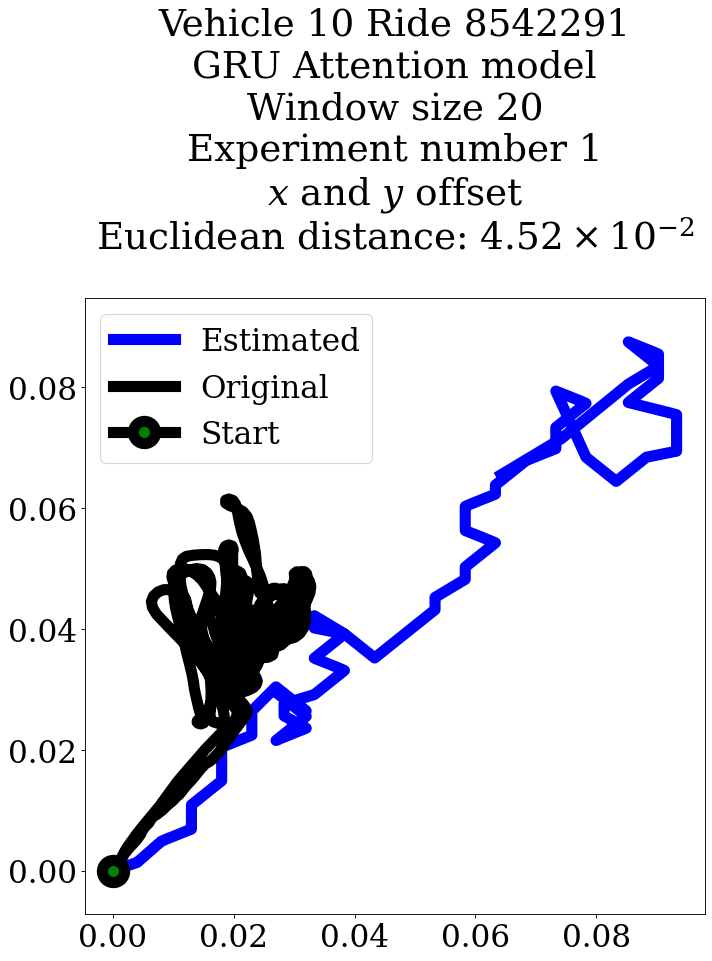 Vehicle 10 Ride 8542291
GRU Attention model
Window size 20
Experiment number 1
x and y offset
Euclidean distance: 4.52 × 10⁻²
Estimated
Original
Start
0.08
0.06
0.04
0.02
0.00
0.00 0.02 0.04 0.06 0.08